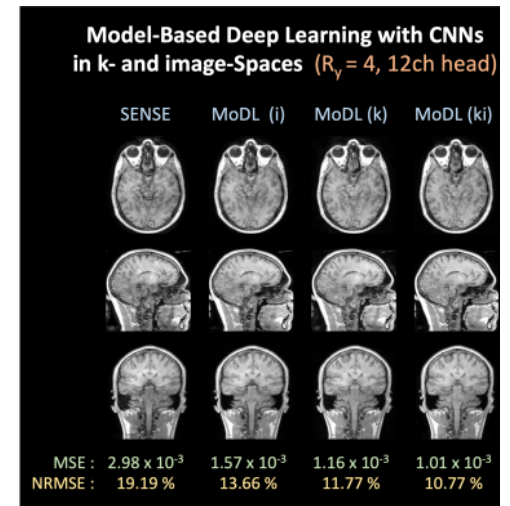 Model-Based Deep Learning with CNNs
in k- and image-Spaces (Ry = 4, 12ch head)
SENSE MoDL (i) MoDL (k) MoDL (ki)
MSE : 2.98 x 10-3 1.57 x 10-3 1.16 x 10-3 1.01 x 10-3
NRMSE : 19.19 % 13.66 % 11.77 % 10.77 %